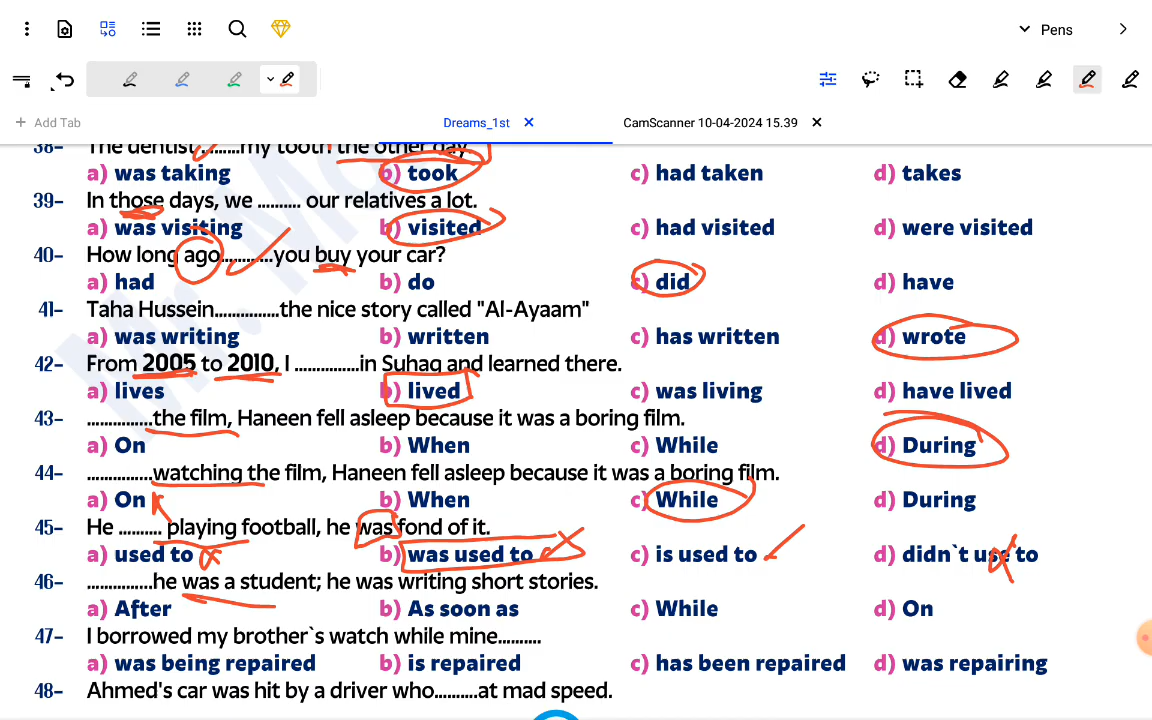 Pens
+ Add Tab
Dreams_1st ×
CamScanner 10-04-2024 15.39 ×
38- The dentist ..........my tooth the other day
a) was taking b) took c) had taken d) takes
39- In those days, we .......... our relatives a lot.
a) was visiting b) visited c) had visited d) were visited
40- How long ago............you buy your car?
a) had b) do c) did d) have
41- Taha Hussein...............the nice story called "Al-Ayaam"
a) was writing b) written c) has written d) wrote
42- From 2005 to 2010, I ...............in Suhag and learned there.
a) lives b) lived c) was living d) have lived
43- ...............the film, Haneen fell asleep because it was a boring film.
a) On b) When c) While d) During
44- ...............watching the film, Haneen fell asleep because it was a boring film.
a) On b) When c) While d) During
45- He .......... playing football, he was fond of it.
a) used to b) was used to c) is used to d) didn`t use to
46- ...............he was a student; he was writing short stories.
a) After b) As soon as c) While d) On
47- I borrowed my brother`s watch while mine..........
a) was being repaired b) is repaired c) has been repaired d) was repairing
48- Ahmed's car was hit by a driver who..........at mad speed.